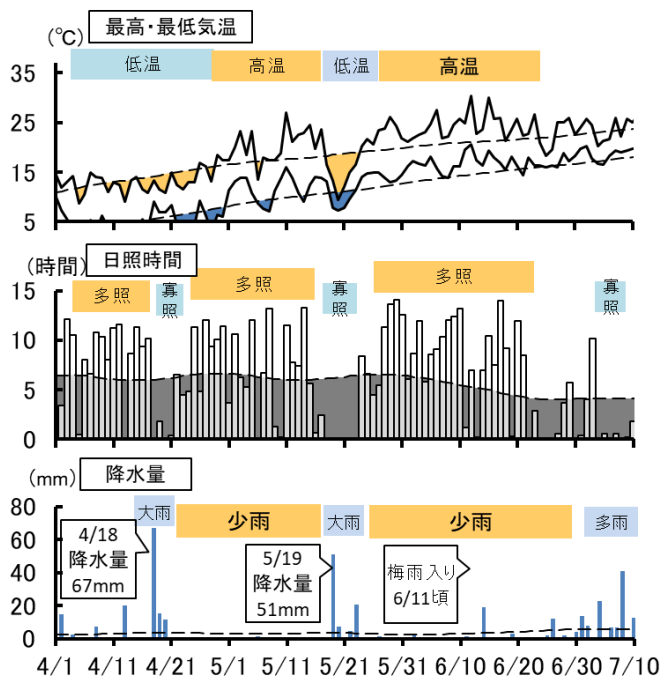 (℃) 最高・最低気温
低温 高温 低温 高温
35
25
15
5
(時間) 日照時間
多照 寡照 多照 寡照 多照 寡照
15
10
5
0
(mm) 降水量
大雨 少雨 大雨 少雨 多雨
80
60
40
20
0
4/18
降水量
67mm
5/19
降水量
51mm
梅雨入り
6/11頃
4/1 4/11 4/21 5/1 5/11 5/21 5/31 6/10 6/20 6/30 7/10